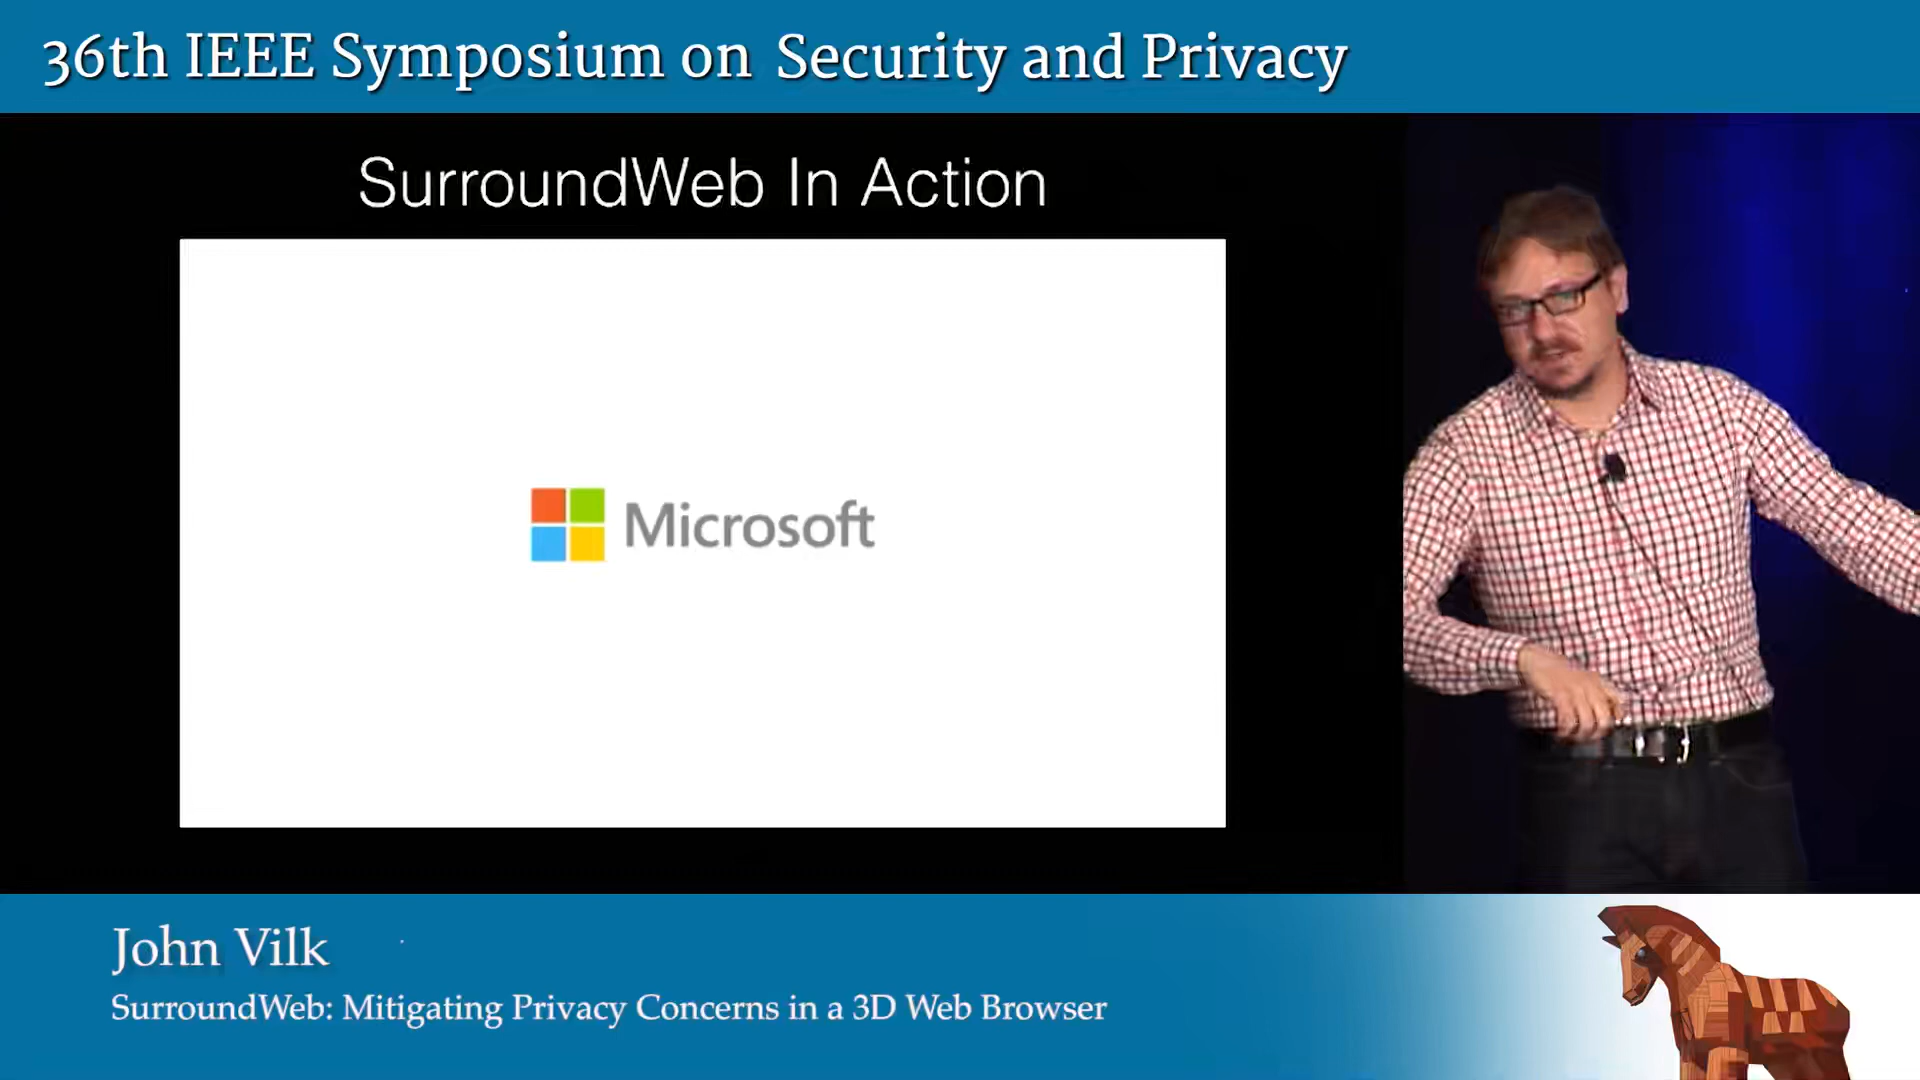 36th IEEE Symposium on Security and Privacy
SurroundWeb In Action
Microsoft
John Vilk
SurroundWeb: Mitigating Privacy Concerns in a 3D Web Browser